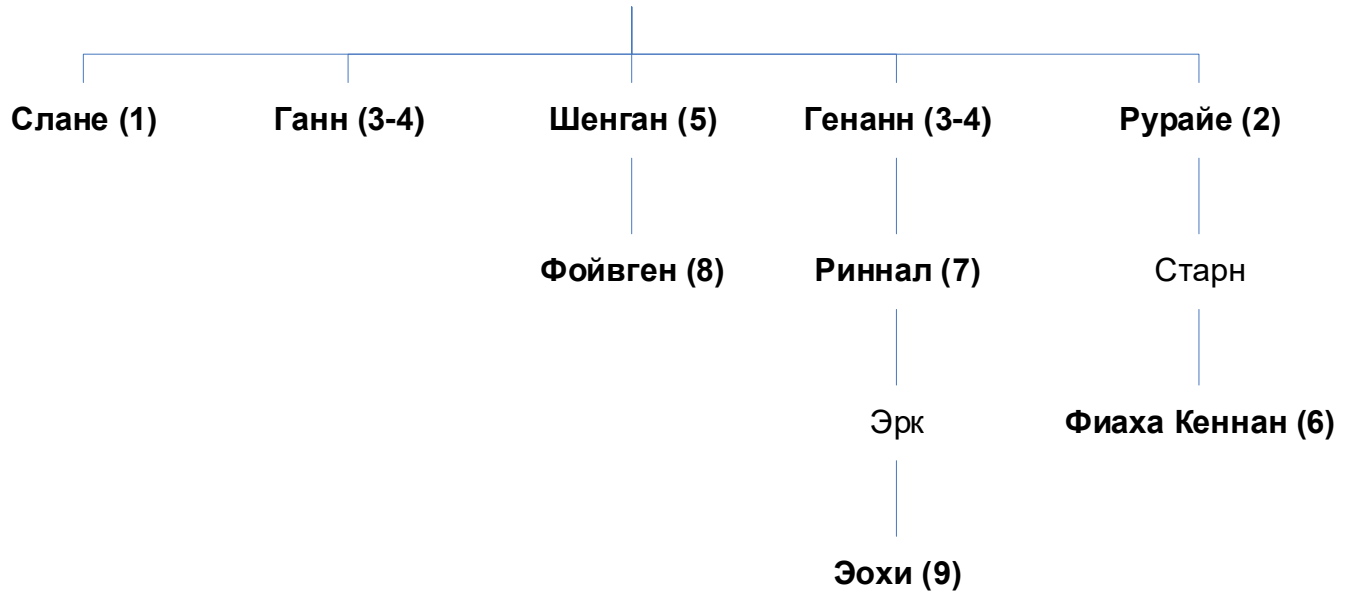 Слане (1) Ганн (3-4) Шенган (5) Генанн (3-4) Рурайе (2)
Фойвген (8) Риннал (7) Старн
Эрк Фиаха Кеннан (6)
Эохи (9)